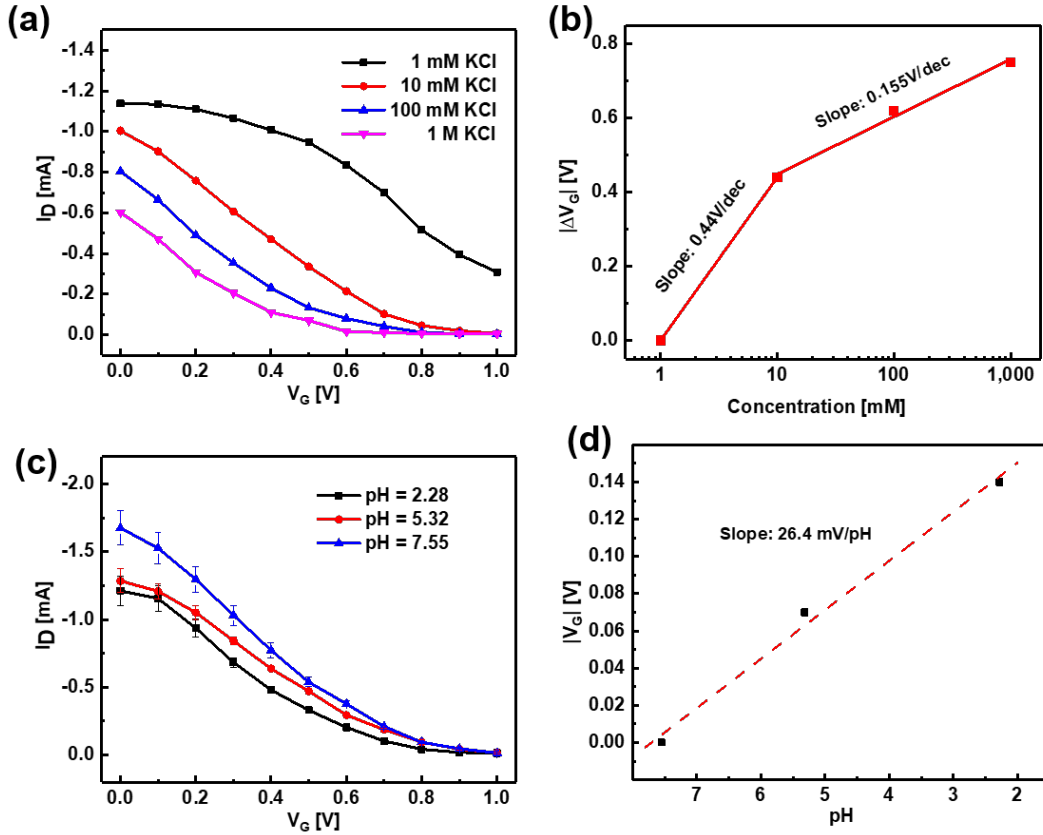 (a)
-1.4
-1.2
-1.0
-0.8
-0.6
-0.4
-0.2
0.0
ID [mA]
1 mM KCl
10 mM KCl
100 mM KCl
1 M KCl
0.0 0.2 0.4 0.6 0.8 1.0
VG [V]
(b)
0.8
0.6
0.4
0.2
0.0
|ΔVG| [V]
Slope: 0.44V/dec
Slope: 0.155V/dec
1 10 100 1,000
Concentration [mM]
(c)
-2.0
-1.5
-1.0
-0.5
0.0
ID [mA]
pH = 2.28
pH = 5.32
pH = 7.55
0.0 0.2 0.4 0.6 0.8 1.0
VG [V]
(d)
0.14
0.12
0.10
0.08
0.06
0.04
0.02
0.00
|VG| [V]
Slope: 26.4 mV/pH
7 6 5 4 3 2
pH